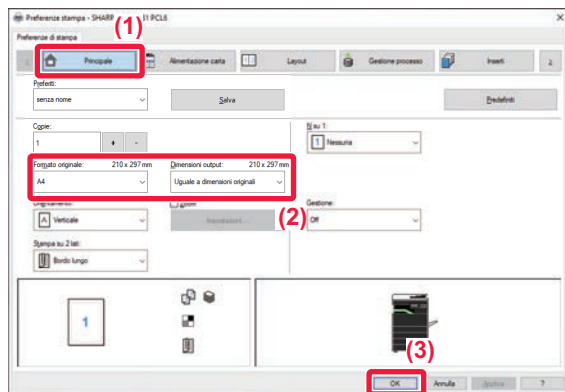 Preferenze stampa - SHARP 31 PCL6
(1)
Preferenze di stampa
Principale
Alimentazione carta
Layout
Gestione processo
Inserti
Preferiti:
senza nome
Salva
Predefiniti
Copie:
1
+
-
N su 1:
1 Nessuna
Formato originale: 210 x 297 mm
Dimensioni output: 210 x 297 mm
A4
Uguale a dimensioni originali
(2)
Orientamento:
Zoom
Gestione:
A Verticale
Impostazioni...
Off
Stampa su 2 lati:
Bordo lungo
1
(3)
OK
Annulla
Applica
?